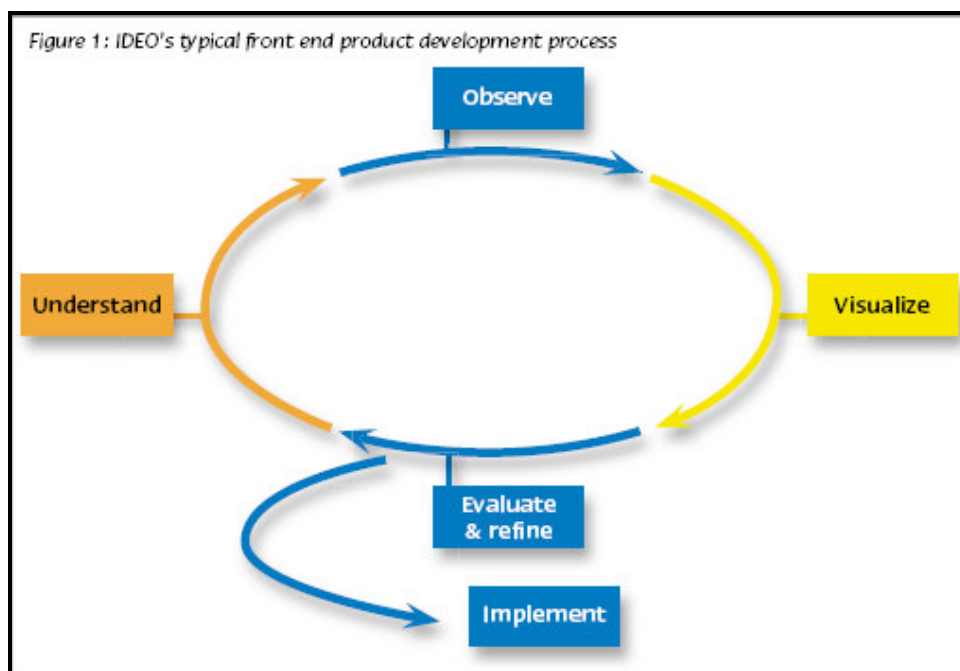 Figure 1: IDEO's typical front end product development process
Observe
Understand
Visualize
Evaluate
& refine
Implement